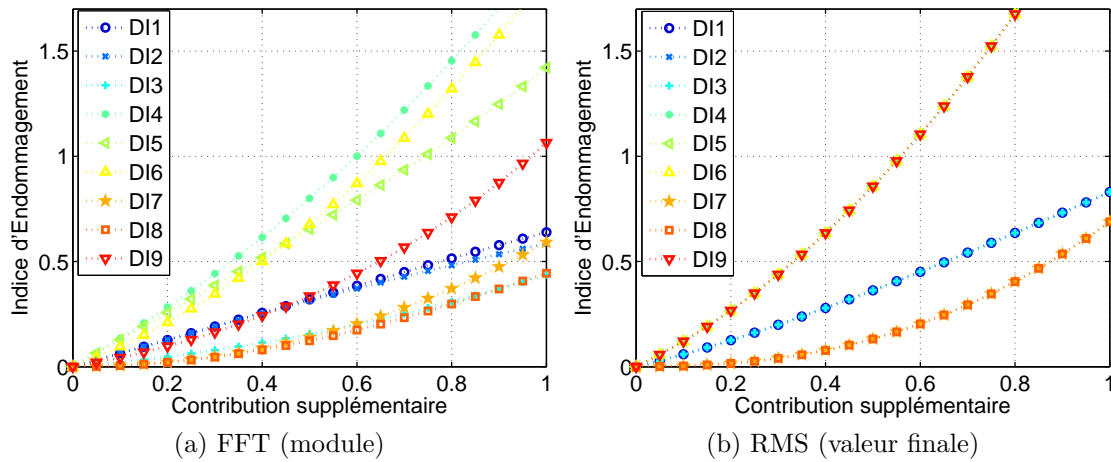 DI1
DI2
DI3
DI4
DI5
DI6
DI7
DI8
DI9
1.5
1
0.5
0
0 0.2 0.4 0.6 0.8 1
Indice d'Endommagement
Contribution supplémentaire
(a) FFT (module)
DI1
DI2
DI3
DI4
DI5
DI6
DI7
DI8
DI9
1.5
1
0.5
0
0 0.2 0.4 0.6 0.8 1
Indice d'Endommagement
Contribution supplémentaire
(b) RMS (valeur finale)